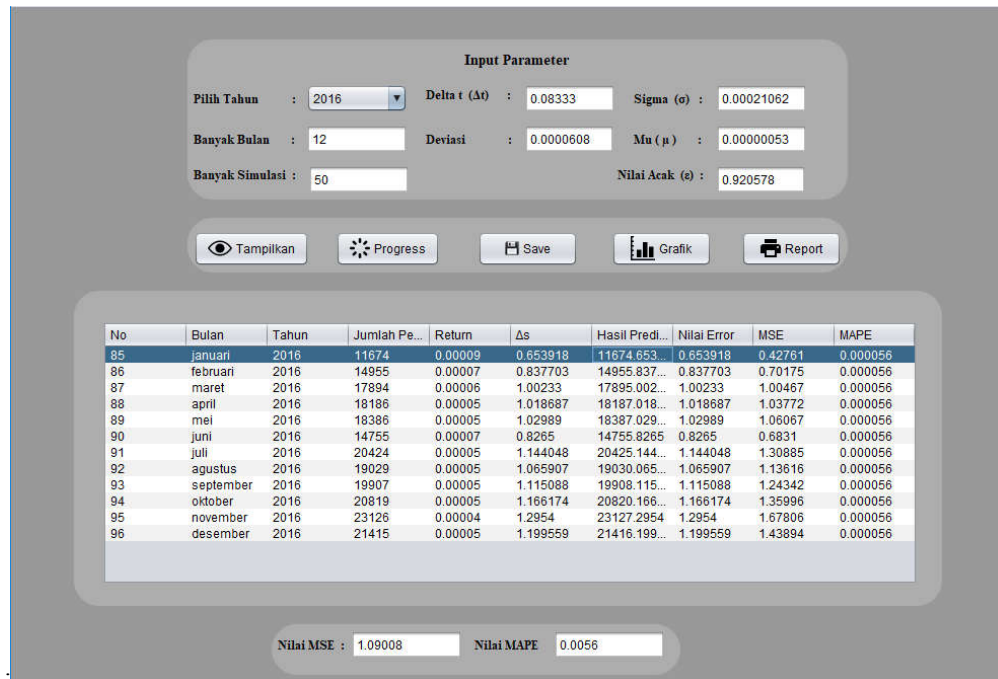 Input Parameter
Pilih Tahun : 2016 Delta t (Δt) : 0.08333 Sigma (σ) : 0.00021062
Banyak Bulan : 12 Deviasi : 0.0000608 Mu ( μ ) : 0.00000053
Banyak Simulasi : 50 Nilai Acak (ε) : 0.920578
Tampilkan Progress Save Grafik Report
No Bulan Tahun Jumlah Pe... Return Δs Hasil Predi... Nilai Error MSE MAPE
85 januari 2016 11674 0.00009 0.653918 11674.653... 0.653918 0.42761 0.000056
86 februari 2016 14955 0.00007 0.837703 14955.837... 0.837703 0.70175 0.000056
87 maret 2016 17894 0.00006 1.00233 17895.002... 1.00233 1.00467 0.000056
88 april 2016 18186 0.00005 1.018687 18187.018... 1.018687 1.03772 0.000056
89 mei 2016 18386 0.00005 1.02989 18387.029... 1.02989 1.06067 0.000056
90 juni 2016 14755 0.00007 0.8265 14755.8265 0.8265 0.6831 0.000056
91 juli 2016 20424 0.00005 1.144048 20425.144... 1.144048 1.30885 0.000056
92 agustus 2016 19029 0.00005 1.065907 19030.065... 1.065907 1.13616 0.000056
93 september 2016 19907 0.00005 1.115088 19908.115... 1.115088 1.24342 0.000056
94 oktober 2016 20819 0.00005 1.166174 20820.166... 1.166174 1.35996 0.000056
95 november 2016 23126 0.00004 1.2954 23127.2954 1.2954 1.67806 0.000056
96 desember 2016 21415 0.00005 1.199559 21416.199... 1.199559 1.43894 0.000056
Nilai MSE : 1.09008 Nilai MAPE 0.0056